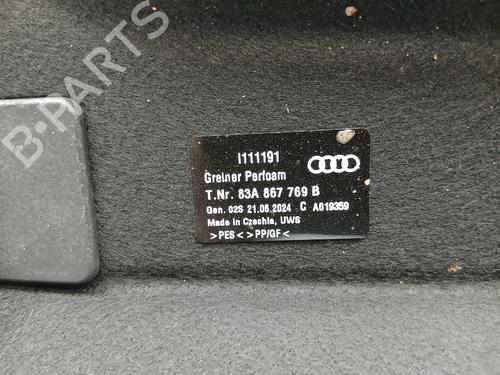 B-PARTS
I111191
Greiner Perfoam
T.Nr. 83A 867 769 B
Gen. 02S 21.06.2024 C A019359
Made in Czechia, UWS
>PES< >PP/GF<